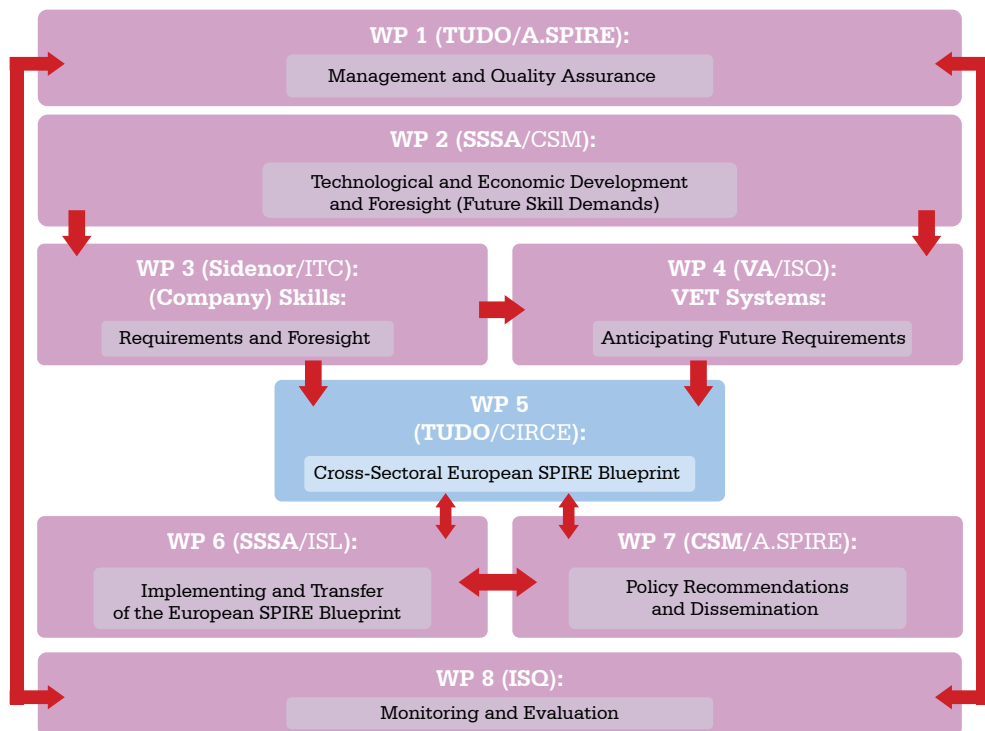 WP 1 (TUDO/A.SPIRE):
Management and Quality Assurance
WP 2 (SSSA/CSM):
Technological and Economic Development
and Foresight (Future Skill Demands)
WP 3 (Sidenor/ITC):
(Company) Skills:
Requirements and Foresight
WP 4 (VA/ISQ):
VET Systems:
Anticipating Future Requirements
WP 5
(TUDO/CIRCE):
Cross-Sectoral European SPIRE Blueprint
WP 6 (SSSA/ISL):
Implementing and Transfer
of the European SPIRE Blueprint
WP 7 (CSM/A.SPIRE):
Policy Recommendations
and Dissemination
WP 8 (ISQ):
Monitoring and Evaluation